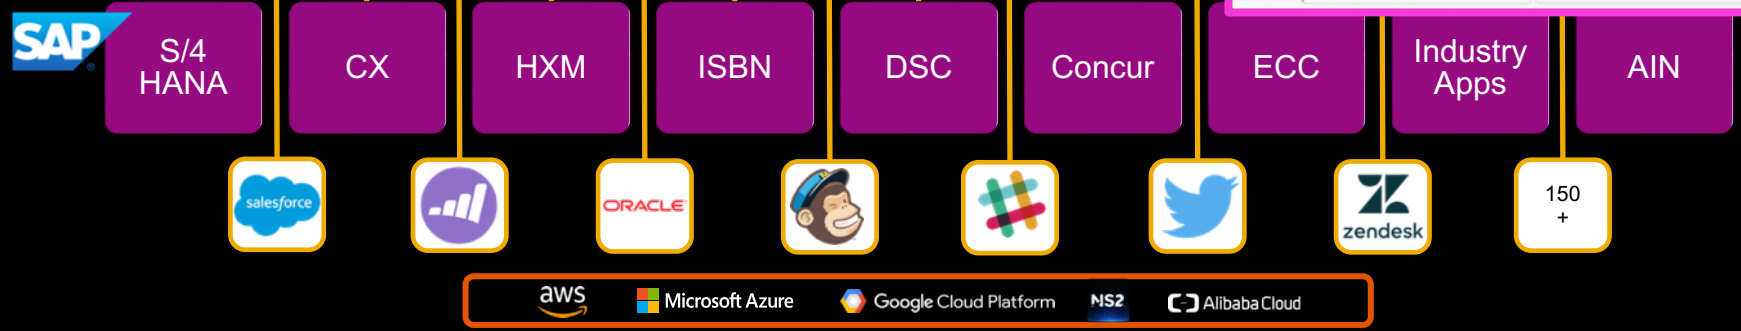 SAP
S/4
HANA
CX
HXM
ISBN
DSC
Concur
ECC
Industry
Apps
AIN
salesforce
ORACLE
zendesk
150
+
aws
Microsoft Azure
Google Cloud Platform
NS2
Alibaba Cloud